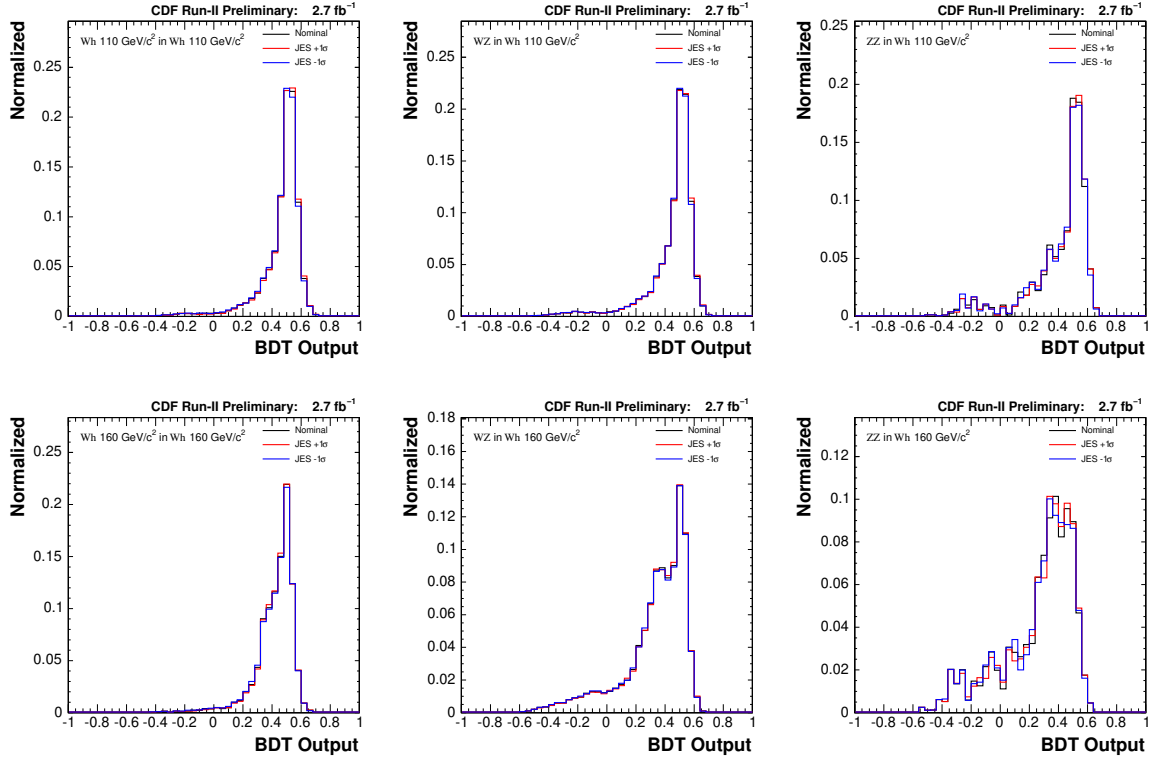 CDF Run-II Preliminary: 2.7 fb⁻¹
Normalized
Wh 110 GeV/c² in Wh 110 GeV/c²
Nominal
JES +1σ
JES -1σ
0.25
0.2
0.15
0.1
0.05
0
-1 -0.8 -0.6 -0.4 -0.2 0 0.2 0.4 0.6 0.8 1
BDT Output
CDF Run-II Preliminary: 2.7 fb⁻¹
Normalized
WZ in Wh 110 GeV/c²
Nominal
JES +1σ
JES -1σ
0.25
0.2
0.15
0.1
0.05
0
-1 -0.8 -0.6 -0.4 -0.2 0 0.2 0.4 0.6 0.8 1
BDT Output
CDF Run-II Preliminary: 2.7 fb⁻¹
Normalized
ZZ in Wh 110 GeV/c²
Nominal
JES +1σ
JES -1σ
0.25
0.2
0.15
0.1
0.05
0
-1 -0.8 -0.6 -0.4 -0.2 0 0.2 0.4 0.6 0.8 1
BDT Output
CDF Run-II Preliminary: 2.7 fb⁻¹
Normalized
Wh 160 GeV/c² in Wh 160 GeV/c²
Nominal
JES +1σ
JES -1σ
0.25
0.2
0.15
0.1
0.05
0
-1 -0.8 -0.6 -0.4 -0.2 0 0.2 0.4 0.6 0.8 1
BDT Output
CDF Run-II Preliminary: 2.7 fb⁻¹
Normalized
WZ in Wh 160 GeV/c²
Nominal
JES +1σ
JES -1σ
0.18
0.16
0.14
0.12
0.1
0.08
0.06
0.04
0.02
0
-1 -0.8 -0.6 -0.4 -0.2 0 0.2 0.4 0.6 0.8 1
BDT Output
CDF Run-II Preliminary: 2.7 fb⁻¹
Normalized
ZZ in Wh 160 GeV/c²
Nominal
JES +1σ
JES -1σ
0.12
0.1
0.08
0.06
0.04
0.02
0
-1 -0.8 -0.6 -0.4 -0.2 0 0.2 0.4 0.6 0.8 1
BDT Output